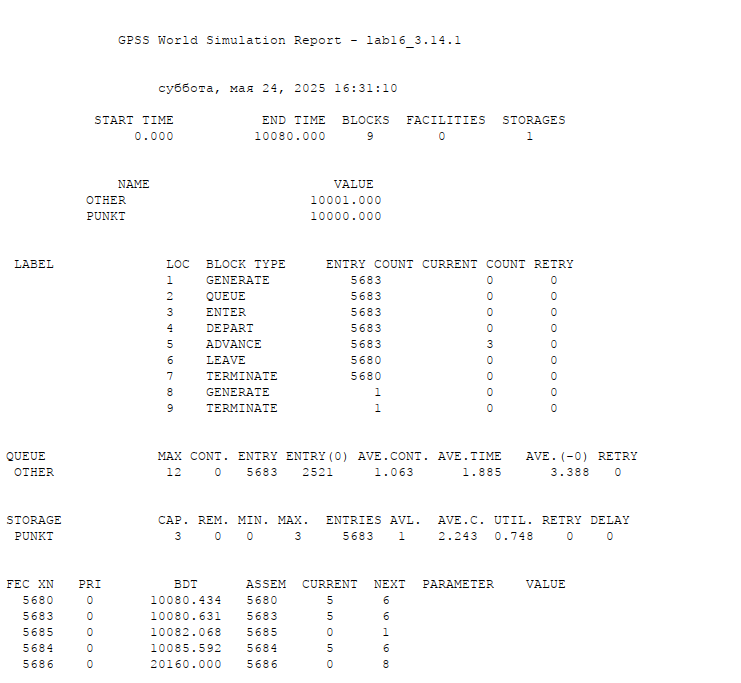 GPSS World Simulation Report - lab16_3.14.1
суббота, мая 24, 2025 16:31:10
START TIME END TIME BLOCKS FACILITIES STORAGES
0.000 10080.000 9 0 1
NAME VALUE
OTHER 10001.000
PUNKT 10000.000
LABEL LOC BLOCK TYPE ENTRY COUNT CURRENT COUNT RETRY
1 GENERATE 5683 0 0
2 QUEUE 5683 0 0
3 ENTER 5683 0 0
4 DEPART 5683 0 0
5 ADVANCE 5683 3 0
6 LEAVE 5680 0 0
7 TERMINATE 5680 0 0
8 GENERATE 1 0 0
9 TERMINATE 1 0 0
QUEUE MAX CONT. ENTRY ENTRY(0) AVE.CONT. AVE.TIME AVE.(-0) RETRY
OTHER 12 0 5683 2521 1.063 1.885 3.388 0
STORAGE CAP. REM. MIN. MAX. ENTRIES AVL. AVE.C. UTIL. RETRY DELAY
PUNKT 3 0 0 3 5683 1 2.243 0.748 0 0
FEC XN PRI BDT ASSEM CURRENT NEXT PARAMETER VALUE
5680 0 10080.434 5680 5 6
5683 0 10080.631 5683 5 6
5685 0 10082.068 5685 0 1
5684 0 10085.592 5684 5 6
5686 0 20160.000 5686 0 8